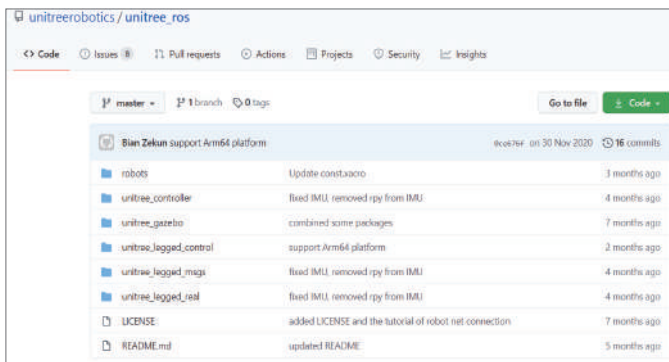 unitreerobotics / unitree_ros
<> Code Issues 8 Pull requests Actions Projects Security Insights
master 1 branch 0 tags Go to file Code
Bian Zekun support Arm64 platform on 30 Nov 2020 16 commits
robots Update const.xacro 3 months ago
unitree_controller fixed IMU, removed rpy from IMU 4 months ago
unitree_gazebo combined some packages 7 months ago
unitree_legged_control support Arm64 platform 2 months ago
unitree_legged_msgs fixed IMU, removed rpy from IMU 4 months ago
unitree_legged_real fixed IMU, removed rpy from IMU 4 months ago
LICENSE added LICENSE and the tutorial of robot net connection 7 months ago
README.md updated README 5 months ago